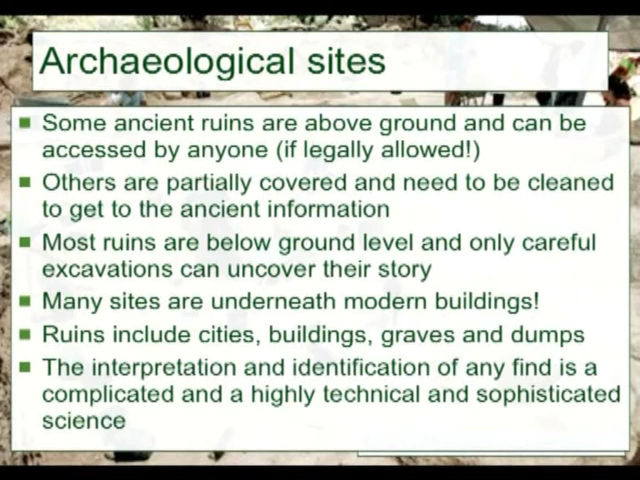 Archaeological sites
Some ancient ruins are above ground and can be
accessed by anyone (if legally allowed!)
Others are partially covered and need to be cleaned
to get to the ancient information
Most ruins are below ground level and only careful
excavations can uncover their story
Many sites are underneath modern buildings!
Ruins include cities, buildings, graves and dumps
The interpretation and identification of any find is a
complicated and a highly technical and sophisticated
science